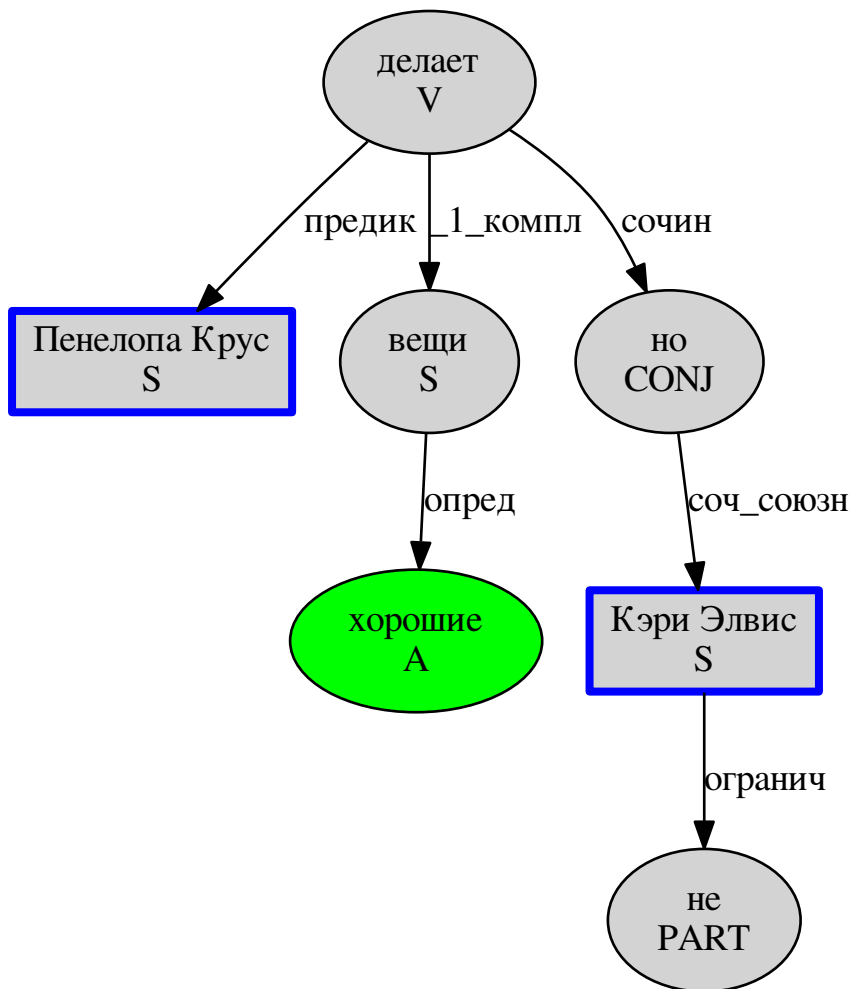 делает
V
предик
_1_компл
сочин
Пенелопа Крус
S
вещи
S
но
CONJ
опред
соч_союзн
хорошие
A
Кэри Элвис
S
огранич
не
PART